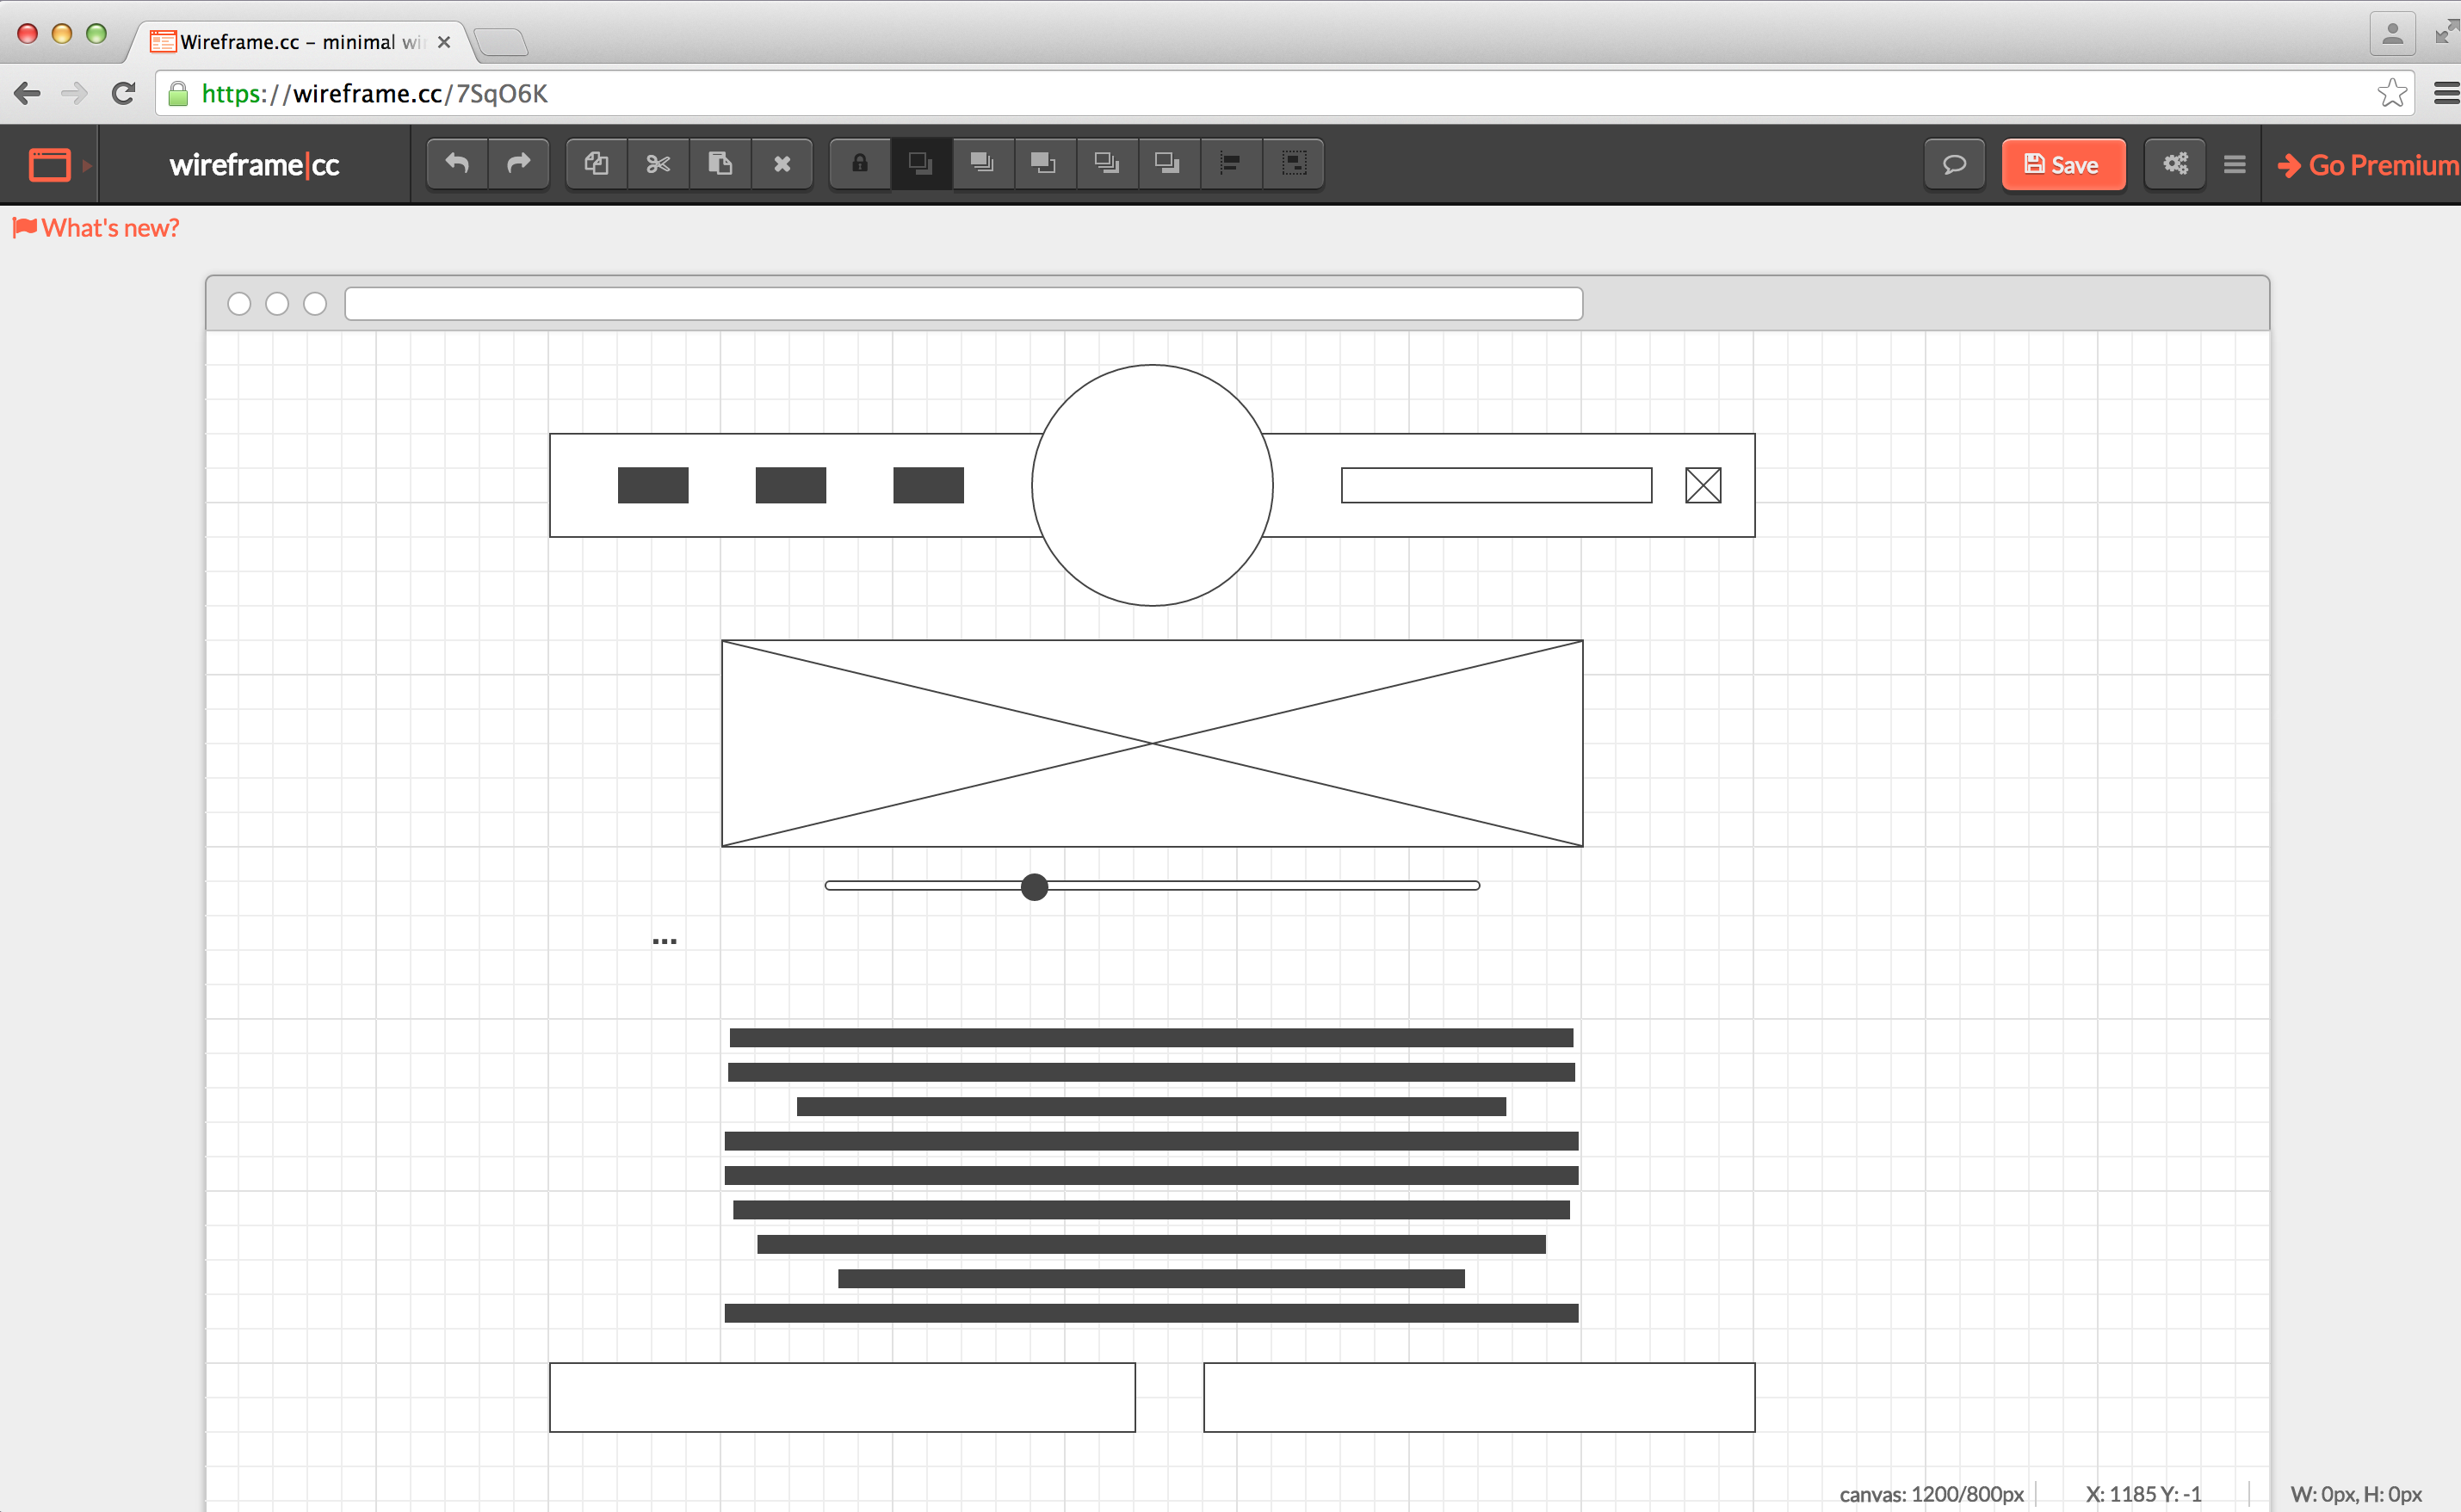 Wireframe.cc – minimal wi
https://wireframe.cc/7SqO6K
wireframe|cc
Save
Go Premium
What's new?
...
canvas: 1200/800px
X: 1185 Y: -1
W: 0px, H: 0px